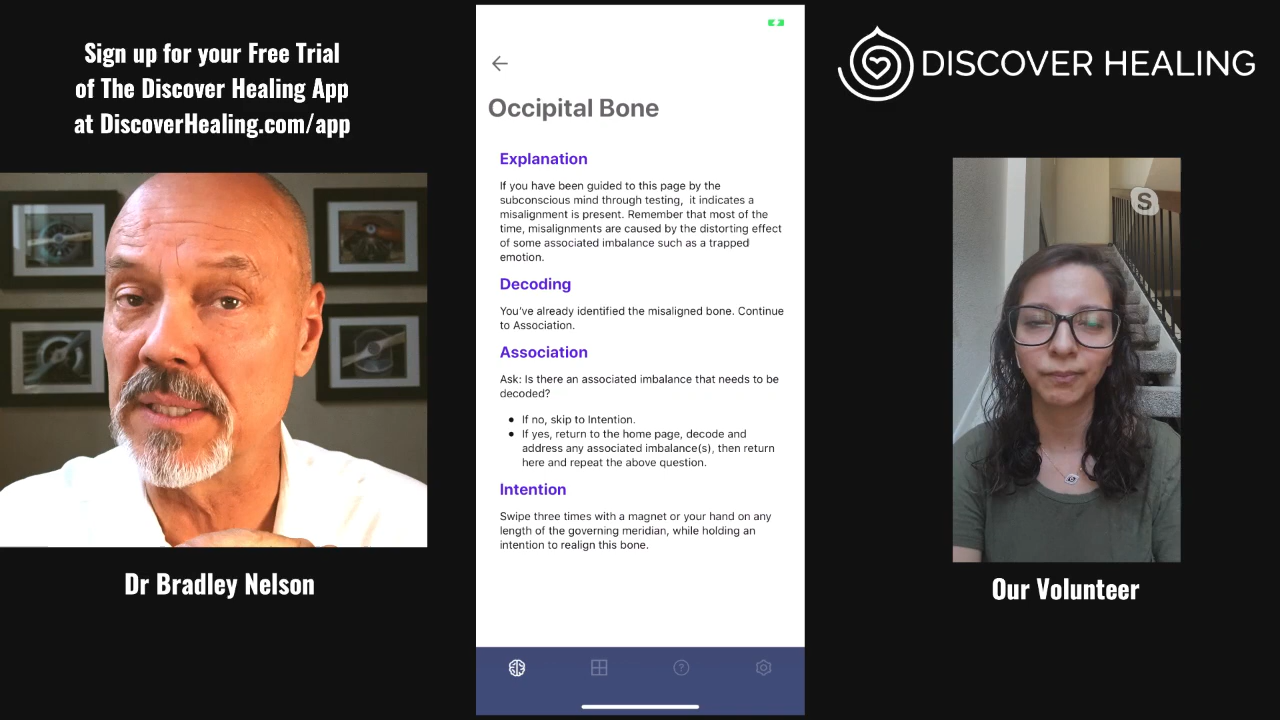 Sign up for your Free Trial
of The Discover Healing App
at DiscoverHealing.com/app
Dr Bradley Nelson
Occipital Bone
Explanation
If you have been guided to this page by the
subconscious mind through testing,  it indicates a
misalignment is present. Remember that most of the
time, misalignments are caused by the distorting effect
of some associated imbalance such as a trapped
emotion.
Decoding
You've already identified the misaligned bone. Continue
to Association.
Association
Ask: Is there an associated imbalance that needs to be
decoded?
• If no, skip to Intention.
• If yes, return to the home page, decode and
address any associated imbalance(s), then return
here and repeat the above question.
Intention
Swipe three times with a magnet or your hand on any
length of the governing meridian, while holding an
intention to realign this bone.
DISCOVER HEALING
S
Our Volunteer